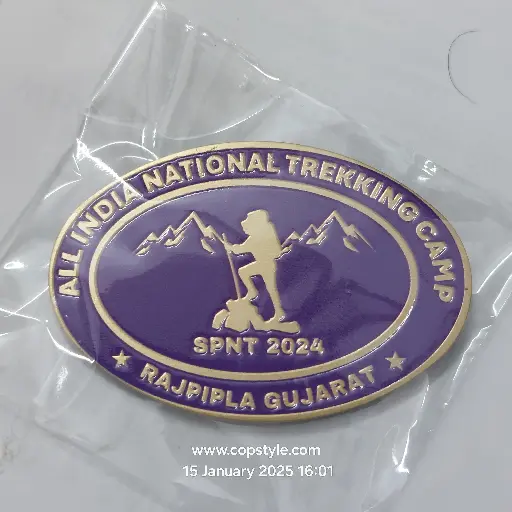 ALL INDIA NATIONAL TREKKING CAMP
SPNT 2024
★ RAJPIPLA GUJARAT ★
www.copstyle.com
15 January 2025 16:01